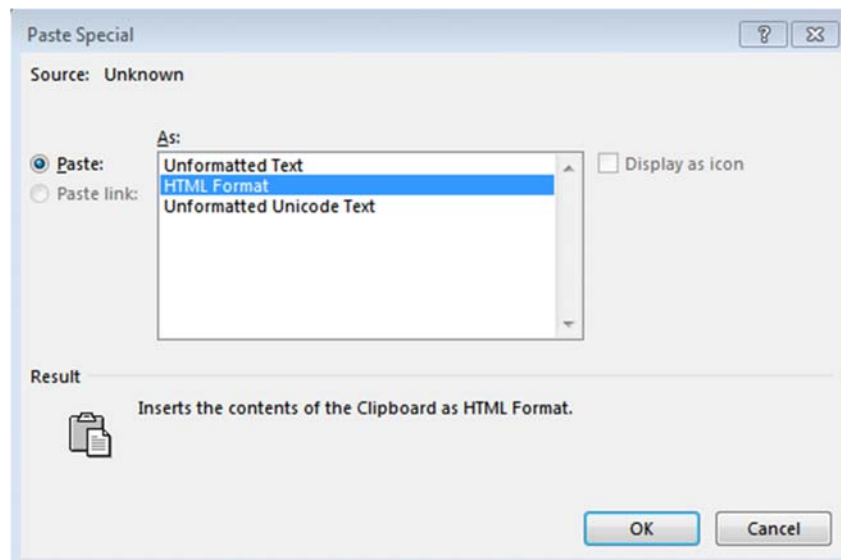 Paste Special
Source: Unknown
As:
Paste:
Unformatted Text
Display as icon
HTML Format
Paste link:
Unformatted Unicode Text
Result
Inserts the contents of the Clipboard as HTML Format.
OK
Cancel